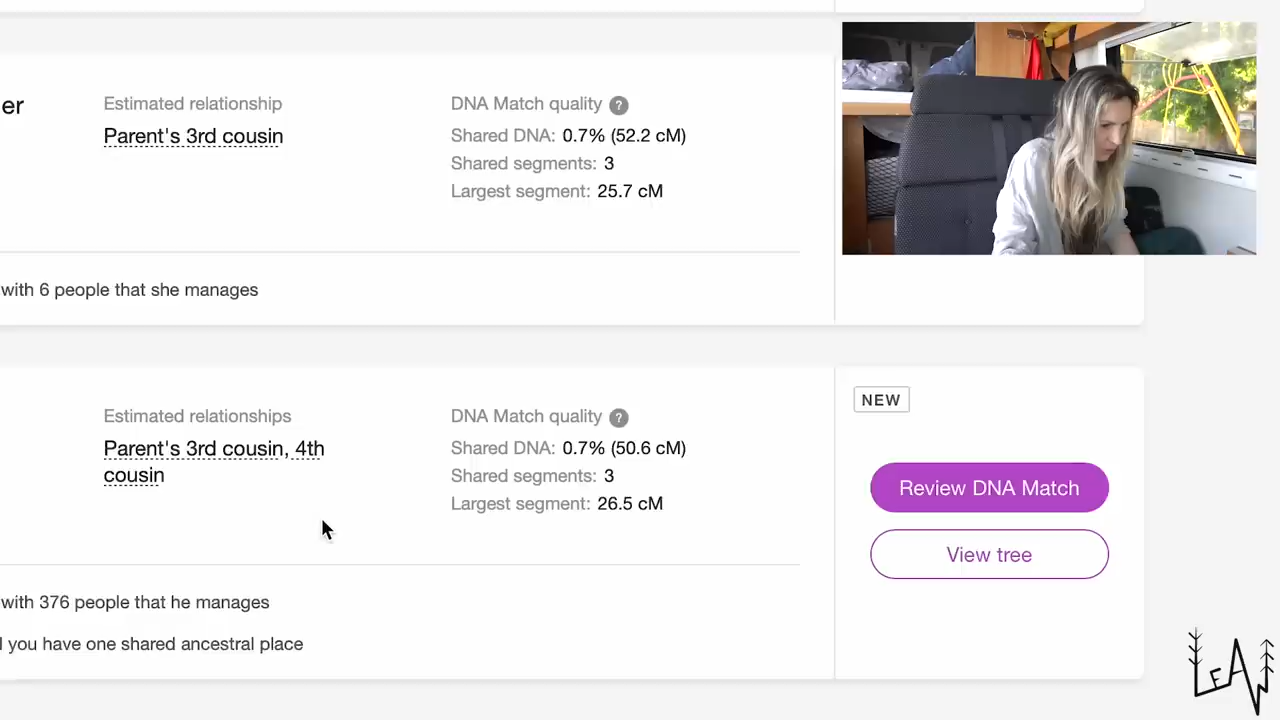 er
Estimated relationship
Parent's 3rd cousin
DNA Match quality ?
Shared DNA: 0.7% (52.2 cM)
Shared segments: 3
Largest segment: 25.7 cM
with 6 people that she manages
Estimated relationships
Parent's 3rd cousin, 4th
cousin
DNA Match quality ?
Shared DNA: 0.7% (50.6 cM)
Shared segments: 3
Largest segment: 26.5 cM
NEW
Review DNA Match
View tree
with 376 people that he manages
you have one shared ancestral place
LEAW